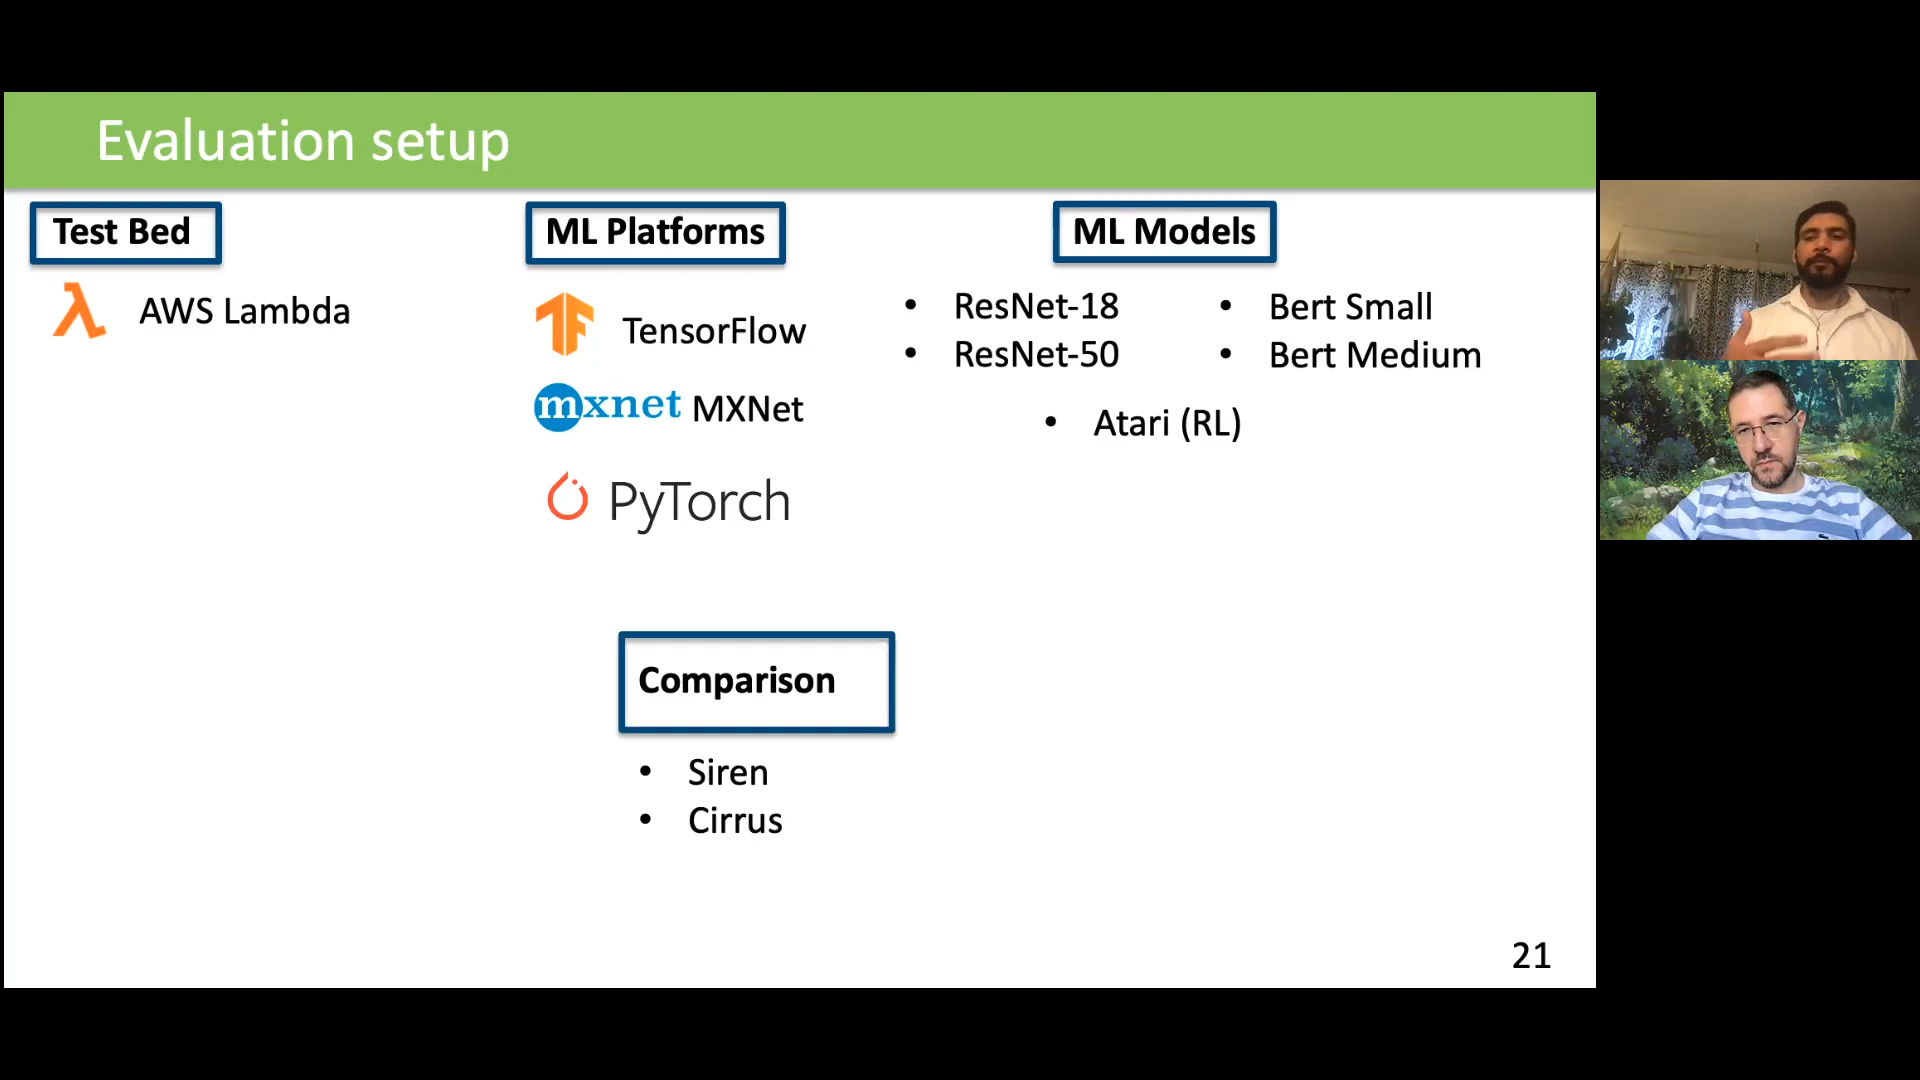 Evaluation setup
Test Bed
AWS Lambda
ML Platforms
TensorFlow
mxnet MXNet
PyTorch
ML Models
• ResNet-18
• ResNet-50
• Bert Small
• Bert Medium
• Atari (RL)
Comparison
• Siren
• Cirrus
21